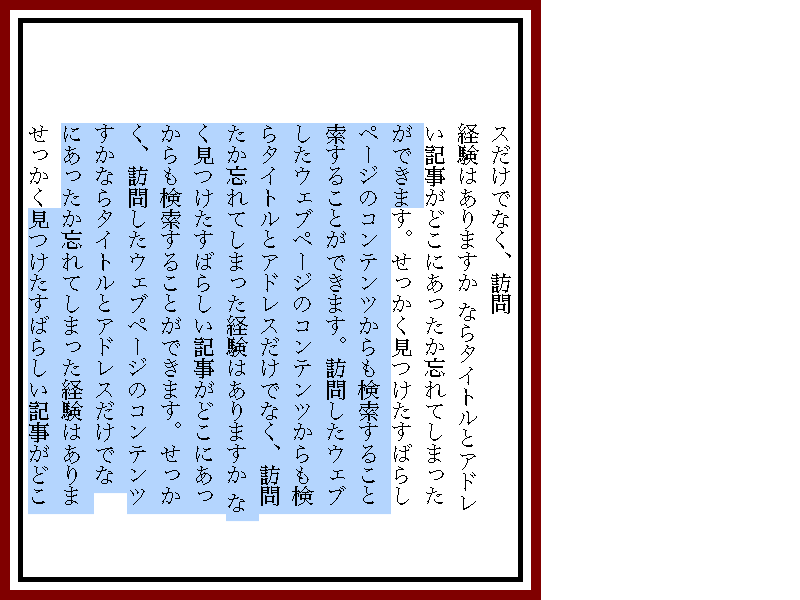 スだけでなく、訪問
経験はありますか ならタイトルとアドレ
い記事がどこにあったか忘れてしまった
ができます。せっかく見つけたすばらし
ページのコンテンツからも検索すること
索することができます。訪問したウェブ
したウェブページのコンテンツからも検
らタイトルとアドレスだけでなく、訪問
たか忘れてしまった経験はありますか な
く見つけたすばらしい記事がどこにあっ
からも検索することができます。せっか
く、訪問したウェブページのコンテンツ
すかならタイトルとアドレスだけでな
にあったか忘れてしまった経験はありま
せっかく見つけたすばらしい記事がどこ